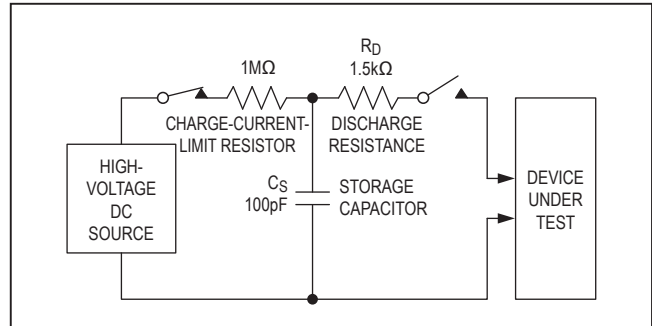 1MΩ
CHARGE-CURRENT-
LIMIT RESISTOR
RD
1.5kΩ
DISCHARGE
RESISTANCE
HIGH-
VOLTAGE
DC
SOURCE
CS
100pF
STORAGE
CAPACITOR
DEVICE
UNDER
TEST